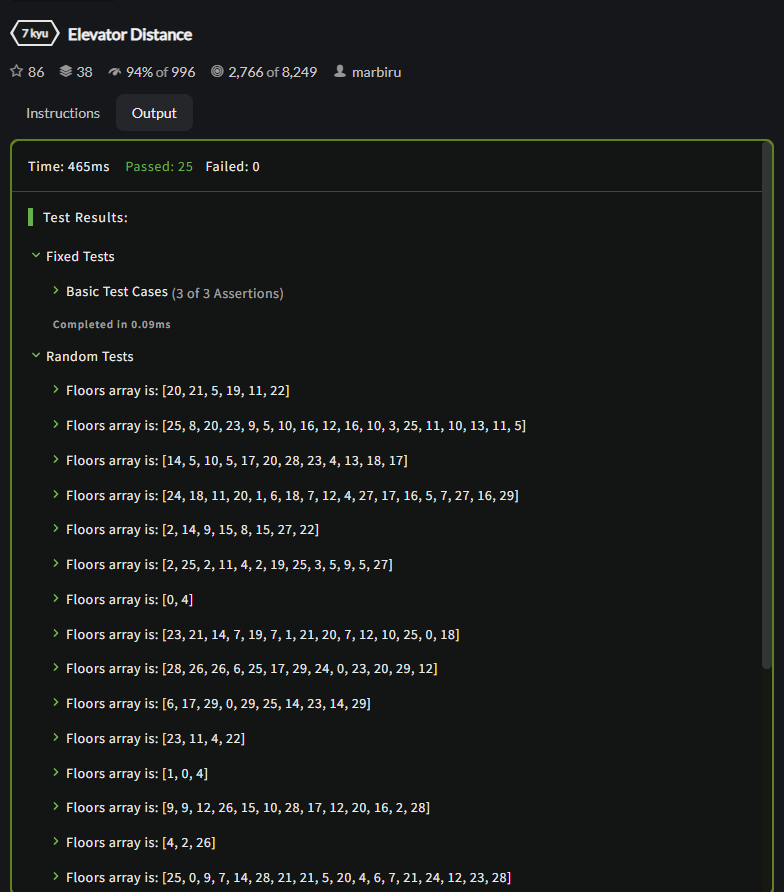 7 kyu Elevator Distance
86 38 94% of 996 2,766 of 8,249 marbiru
Instructions Output
Time: 465ms Passed: 25 Failed: 0
Test Results:
Fixed Tests
Basic Test Cases (3 of 3 Assertions)
Completed in 0.09ms
Random Tests
Floors array is: [20, 21, 5, 19, 11, 22]
Floors array is: [25, 8, 20, 23, 9, 5, 10, 16, 12, 16, 10, 3, 25, 11, 10, 13, 11, 5]
Floors array is: [14, 5, 10, 5, 17, 20, 28, 23, 4, 13, 18, 17]
Floors array is: [24, 18, 11, 20, 1, 6, 18, 7, 12, 4, 27, 17, 16, 5, 7, 27, 16, 29]
Floors array is: [2, 14, 9, 15, 8, 15, 27, 22]
Floors array is: [2, 25, 2, 11, 4, 2, 19, 25, 3, 5, 9, 5, 27]
Floors array is: [0, 4]
Floors array is: [23, 21, 14, 7, 19, 7, 1, 21, 20, 7, 12, 10, 25, 0, 18]
Floors array is: [28, 26, 26, 6, 25, 17, 29, 24, 0, 23, 20, 29, 12]
Floors array is: [6, 17, 29, 0, 29, 25, 14, 23, 14, 29]
Floors array is: [23, 11, 4, 22]
Floors array is: [1, 0, 4]
Floors array is: [9, 9, 12, 26, 15, 10, 28, 17, 12, 20, 16, 2, 28]
Floors array is: [4, 2, 26]
Floors array is: [25, 0, 9, 7, 14, 28, 21, 21, 5, 20, 4, 6, 7, 21, 24, 12, 23, 28]